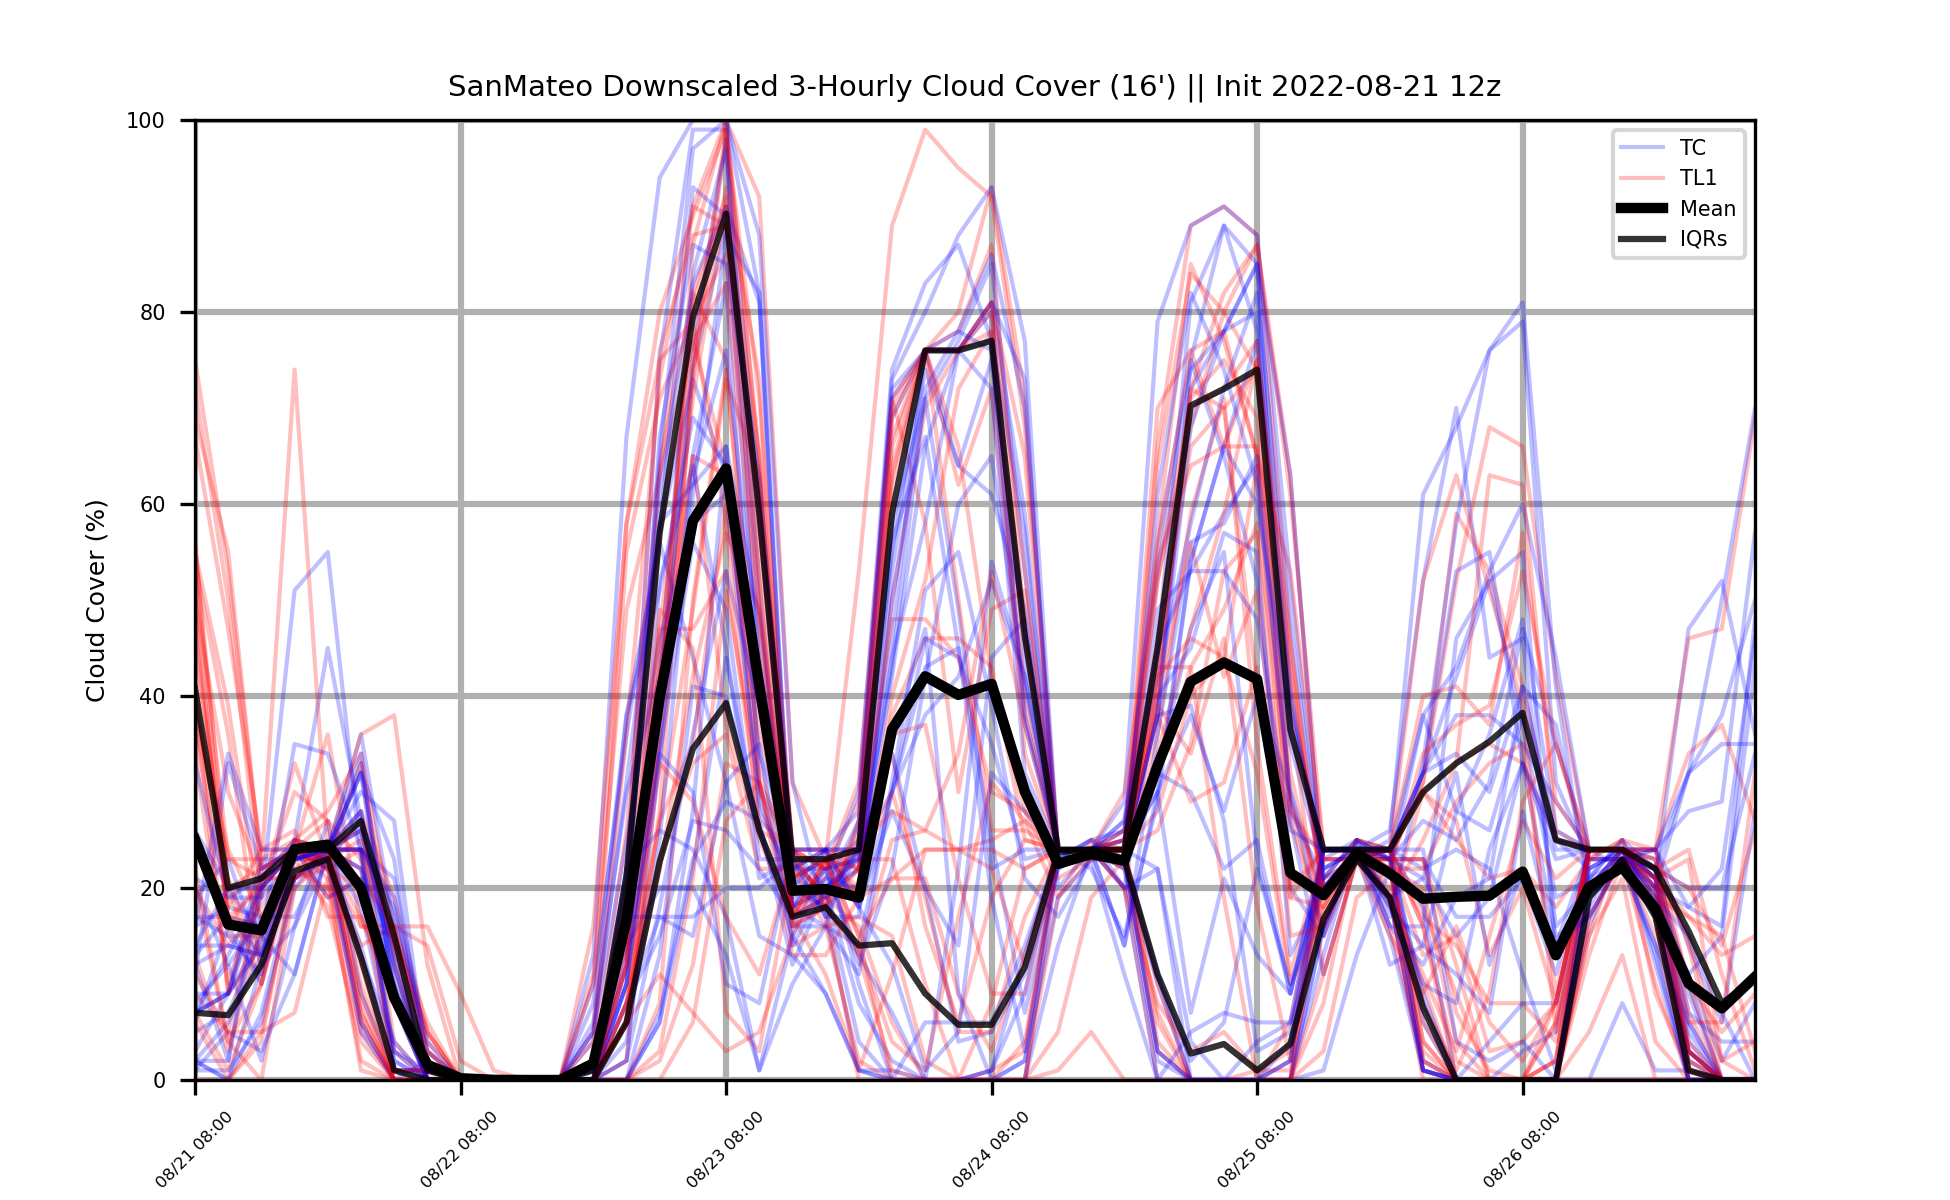 SanMateo Downscaled 3-Hourly Cloud Cover (16') || Init 2022-08-21 12z
Cloud Cover (%)
100
80
60
40
20
0
TC
TL1
Mean
IQRs
08/21 08:00
08/22 08:00
08/23 08:00
08/24 08:00
08/25 08:00
08/26 08:00